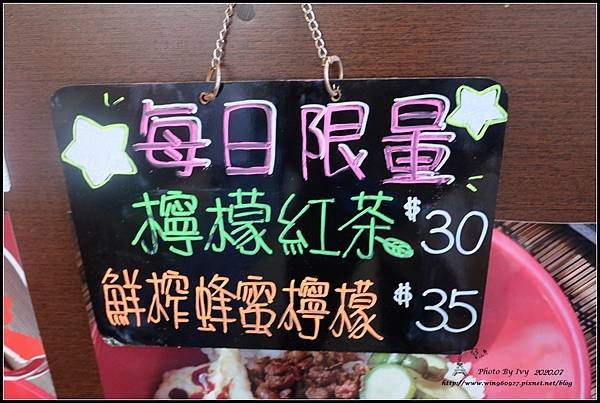 每日限量
檸檬紅茶 $30
鮮榨蜂蜜檸檬 $35
Photo By Ivy 2020.07
http://www.wing60927.pixnet.net/blog